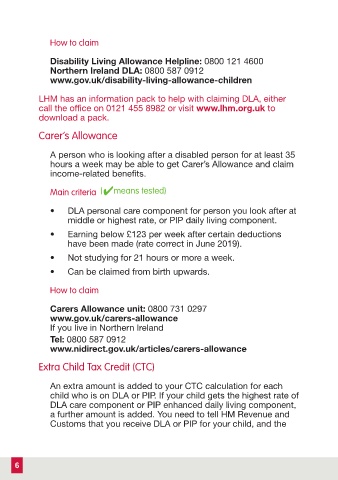 How to claim
Disability Living Allowance Helpline: 0800 121 4600
Northern Ireland DLA: 0800 587 0912
www.gov.uk/disability-living-allowance-children
LHM has an information pack to help with claiming DLA, either
call the office on 0121 455 8982 or visit www.lhm.org.uk to
download a pack.
Carer's Allowance
A person who is looking after a disabled person for at least 35
hours a week may be able to get Carer's Allowance and claim
income-related benefits.
Main criteria (✔means tested)
• DLA personal care component for person you look after at
middle or highest rate, or PIP daily living component.
• Earning below £123 per week after certain deductions
have been made (rate correct in June 2019).
• Not studying for 21 hours or more a week.
• Can be claimed from birth upwards.
How to claim
Carers Allowance unit: 0800 731 0297
www.gov.uk/carers-allowance
If you live in Northern Ireland
Tel: 0800 587 0912
www.nidirect.gov.uk/articles/carers-allowance
Extra Child Tax Credit (CTC)
An extra amount is added to your CTC calculation for each
child who is on DLA or PIP. If your child gets the highest rate of
DLA care component or PIP enhanced daily living component,
a further amount is added. You need to tell HM Revenue and
Customs that you receive DLA or PIP for your child, and the
6